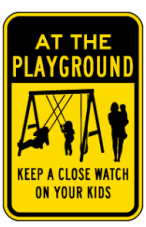 AT THE
PLAYGROUND
KEEP A CLOSE WATCH
ON YOUR KIDS